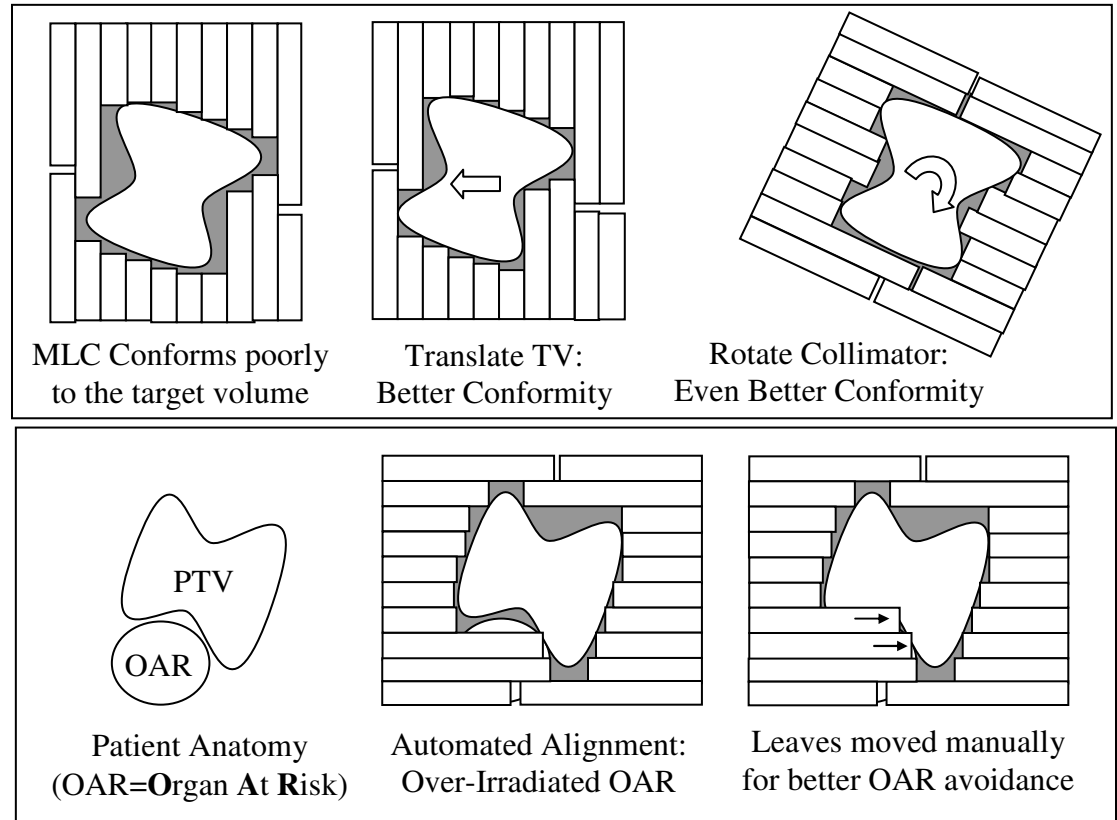 MLC Conforms poorly
to the target volume
Translate TV:
Better Conformity
Rotate Collimator:
Even Better Conformity
PTV
OAR
Patient Anatomy
(OAR=Organ At Risk)
Automated Alignment:
Over-Irradiated OAR
Leaves moved manually
for better OAR avoidance